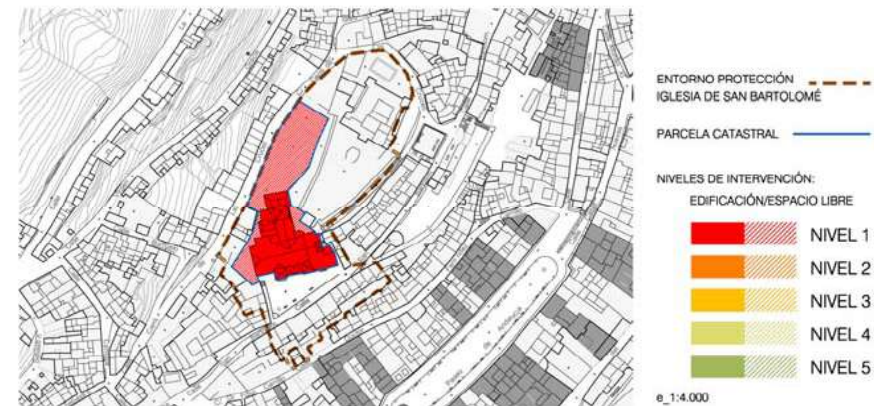 ENTORNO PROTECCIÓN
IGLESIA DE SAN BARTOLOMÉ
PARCELA CATASTRAL
NIVELES DE INTERVENCIÓN:
EDIFICACIÓN/ESPACIO LIBRE
NIVEL 1
NIVEL 2
NIVEL 3
NIVEL 4
NIVEL 5
e_1:4.000